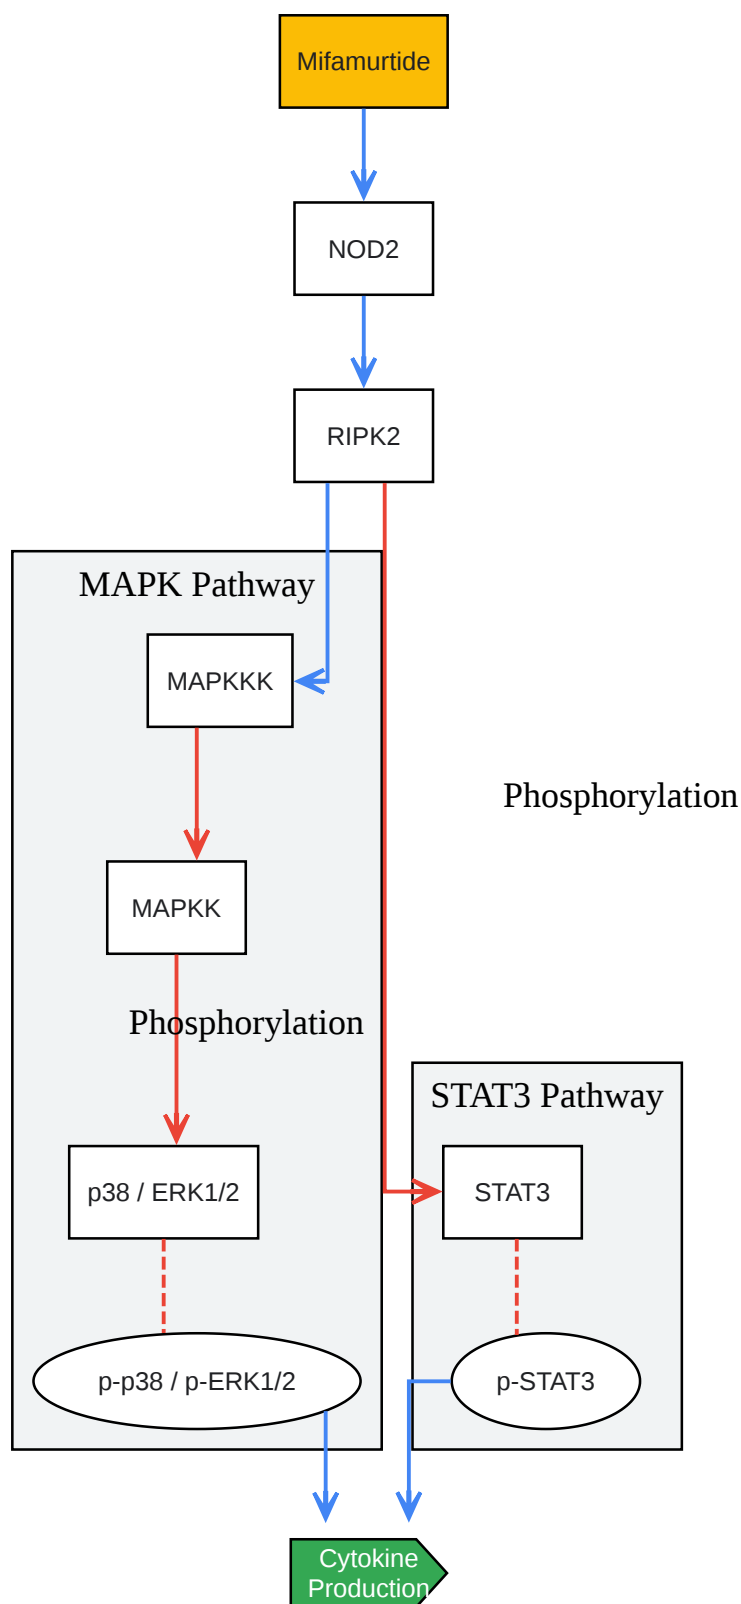 Mifamurtide
NOD2
RIPK2
MAPK Pathway
MAPKKK
Phosphorylation
MAPKK
Phosphorylation
STAT3 Pathway
p38 / ERK1/2
STAT3
p-p38 / p-ERK1/2
p-STAT3
Cytokine
Production